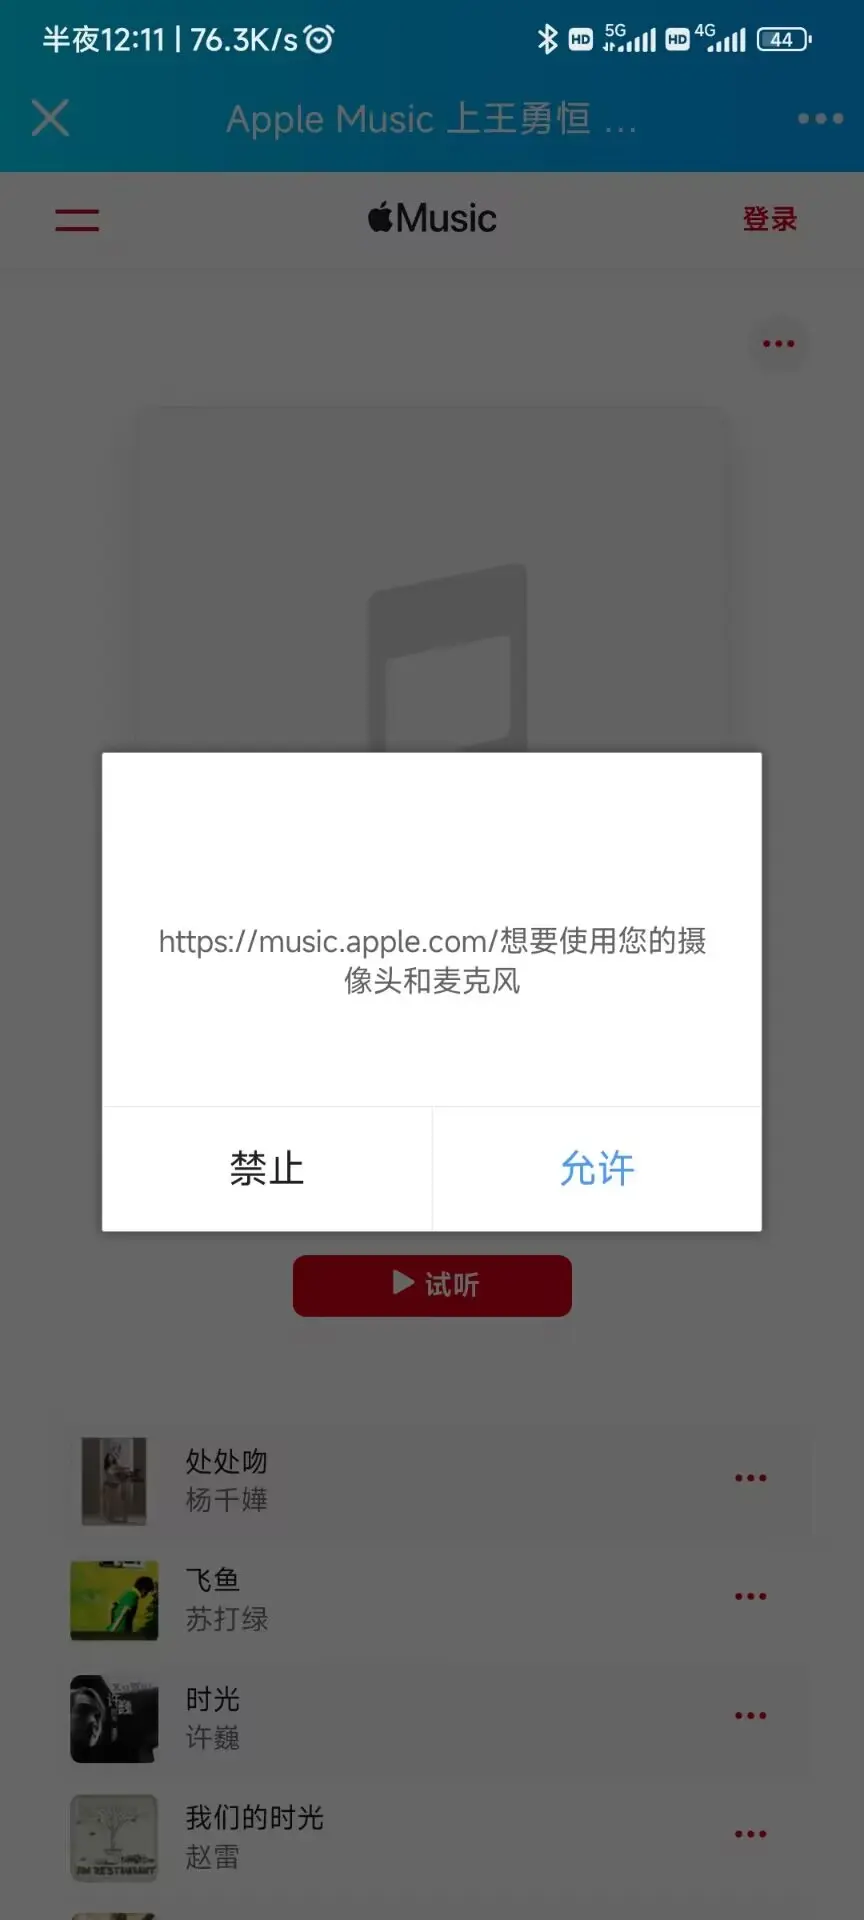 半夜12:11 | 76.3K/s
HD 5G HD 4G 44
Apple Music 上王勇恒 ...
Music
登录
https://music.apple.com/想要使用您的摄
像头和麦克风
禁止
允许
试听
处处吻
杨千嬅
飞鱼
苏打绿
时光
许巍
我们的时光
赵雷